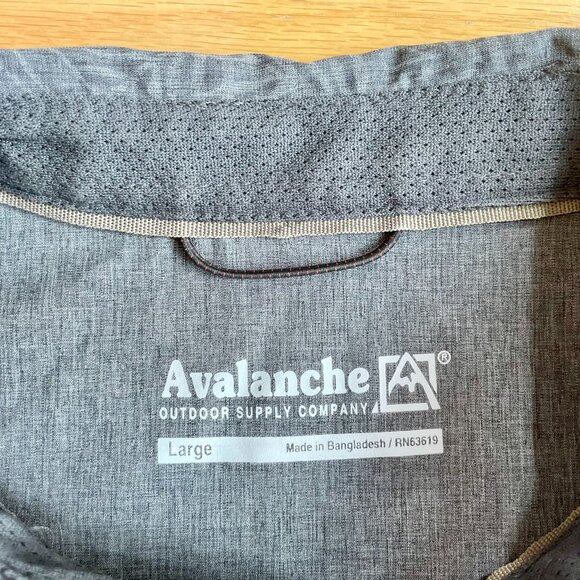 Avalanche ®
OUTDOOR SUPPLY COMPANY
Large Made in Bangladesh / RN63619